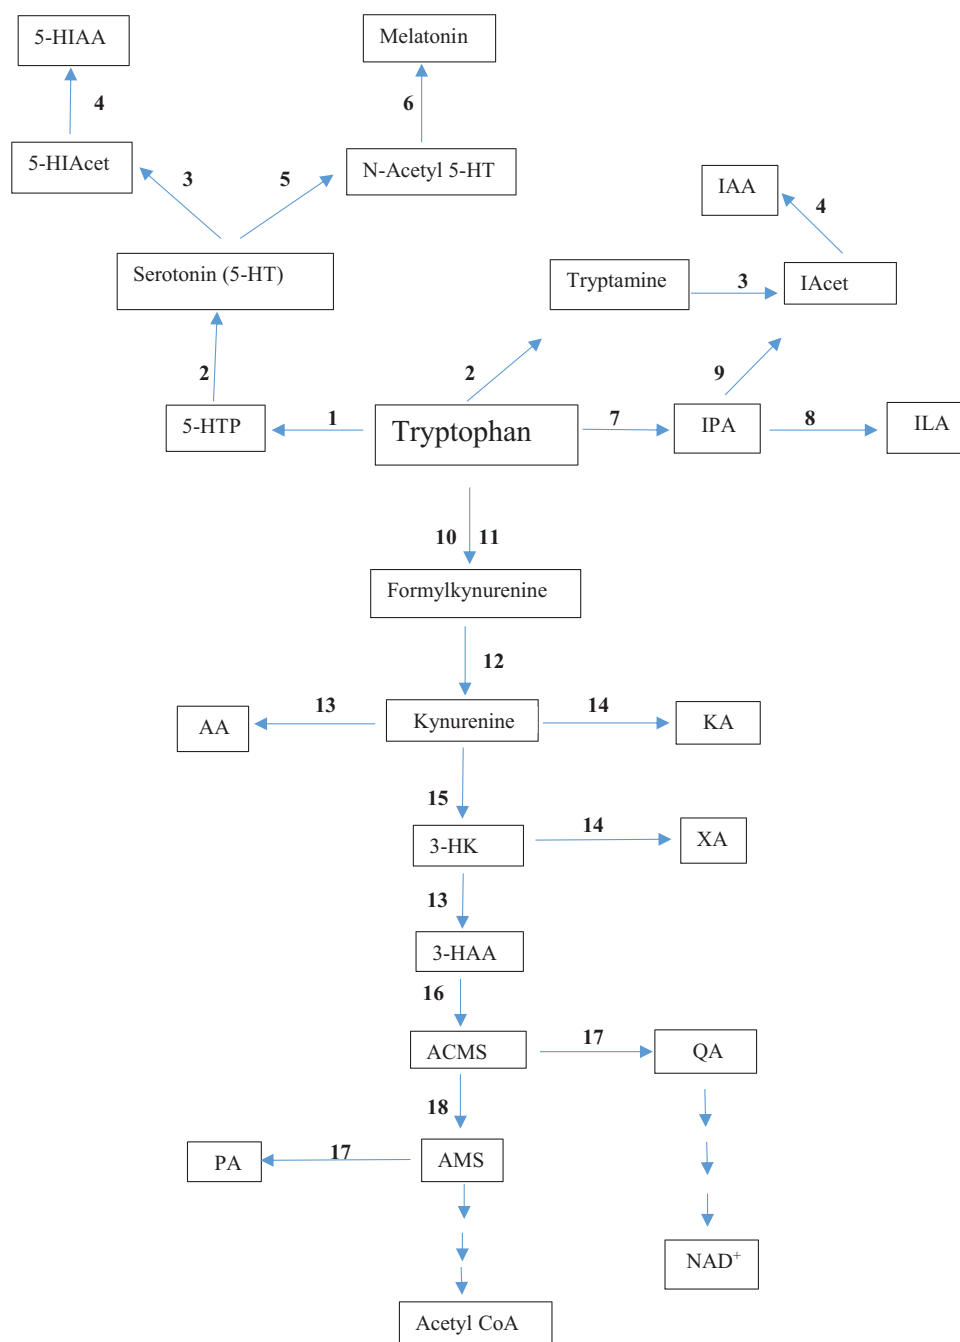 5-HIAA
Melatonin
4
6
5-HIAcet
3
5
N-Acetyl 5-HT
IAA
4
Serotonin (5-HT)
Tryptamine
3
IAcet
2
2
9
5-HTP
1
Tryptophan
7
IPA
8
ILA
10
11
Formylkynurenine
12
AA
13
Kynurenine
14
KA
15
3-HK
14
XA
13
3-HAA
16
ACMS
17
QA
18
PA
17
AMS
NAD+
Acetyl CoA